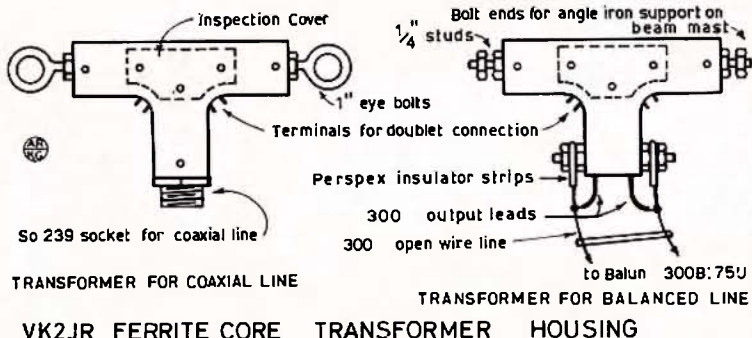 Inspection Cover
1" eye bolts
Terminals for doublet connection
So 239 socket for coaxial line
TRANSFORMER FOR COAXIAL LINE
Bolt ends for angle iron support on
beam mast
1/4" studs
Perspex insulator strips
300 output leads
300 open wire line
to Balun 300B:75U
TRANSFORMER FOR BALANCED LINE
VK2JR FERRITE CORE TRANSFORMER HOUSING